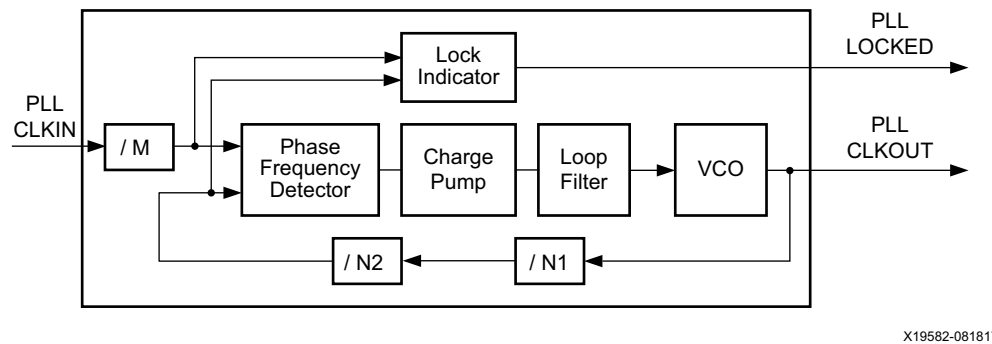 PLL
LOCKED
Lock
Indicator
PLL
CLKIN
/ M
Phase
Frequency
Detector
Charge
Pump
Loop
Filter
VCO
PLL
CLKOUT
/ N2
/ N1
X19582-081817